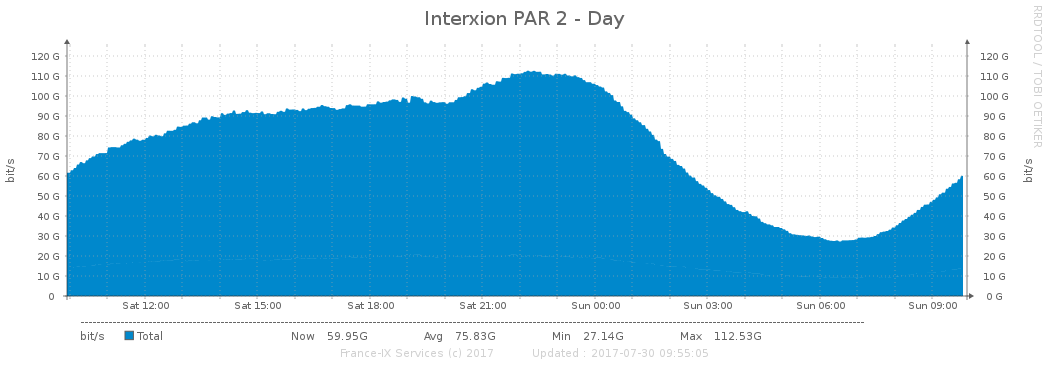 Interxion PAR 2 - Day
RRDTOOL / TOBI OETIKER
bit/s
120 G 120 G
110 G 110 G
100 G 100 G
90 G 90 G
80 G 80 G
70 G 70 G
60 G 60 G
50 G 50 G
40 G 40 G
30 G 30 G
20 G 20 G
10 G 10 G
0 0 G
bit/s
Sat 12:00 Sat 15:00 Sat 18:00 Sat 21:00 Sun 00:00 Sun 03:00 Sun 06:00 Sun 09:00
bit/s Total Now 59.95G Avg 75.83G Min 27.14G Max 112.53G
France-IX Services (c) 2017 Updated : 2017-07-30 09:55:05